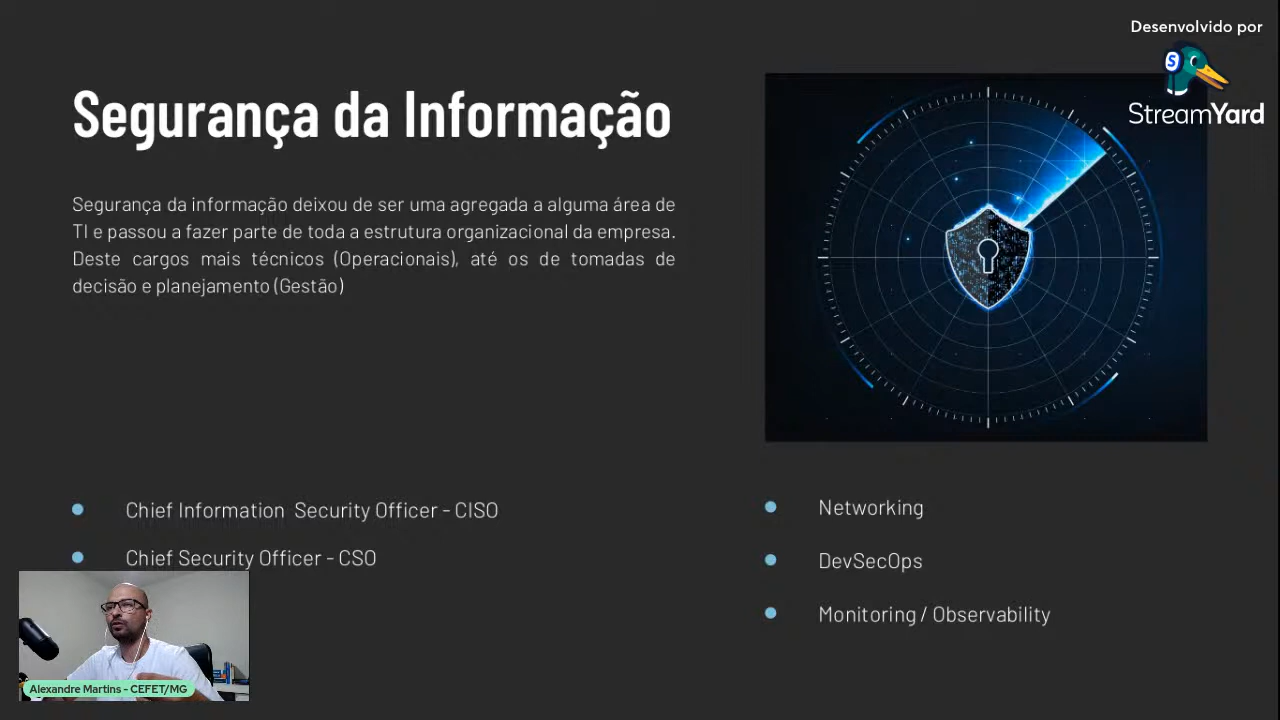 Desenvolvido por
StreamYard
Segurança da Informação
Segurança da informação deixou de ser uma agregada a alguma área de
TI e passou a fazer parte de toda a estrutura organizacional da empresa.
Deste cargos mais técnicos (Operacionais), até os de tomadas de
decisão e planejamento (Gestão)
Chief Information Security Officer - CISO
Chief Security Officer - CSO
Networking
DevSecOps
Monitoring / Observability
Alexandre Martins - CEFET/MG